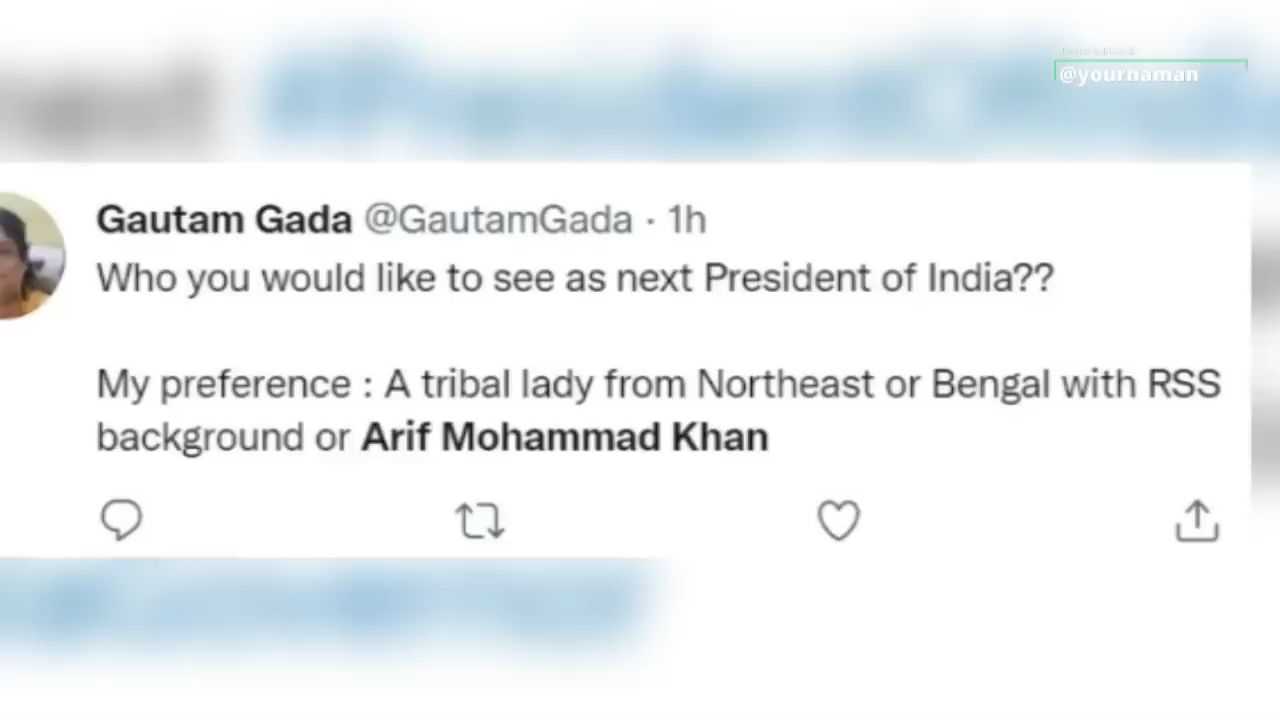 @yournaman
Gautam Gada @GautamGada · 1h
Who you would like to see as next President of India??
My preference : A tribal lady from Northeast or Bengal with RSS
background or Arif Mohammad Khan